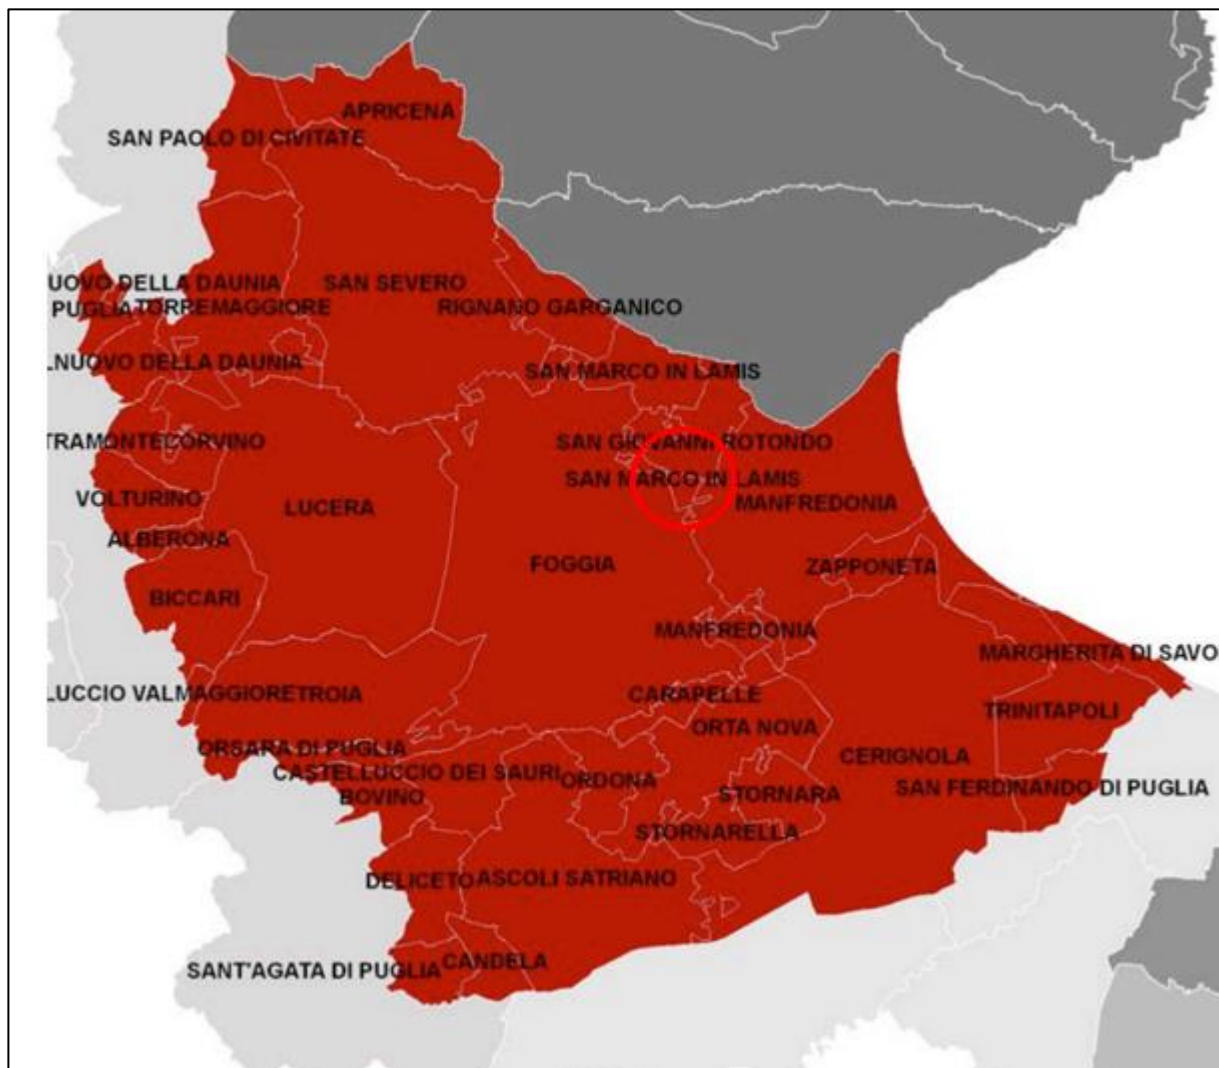 APRICENA
SAN PAOLO DI CIVITATE
UOVO DELLA DAUNIA
SAN SEVERO
PUGLIA
TORREMAGGIORE
RIGNANO GARGANICO
LNUOVO DELLA DAUNIA
SAN MARCO IN LAMIS
TRAMONTECORVINO
SAN GIOVANNI ROTONDO
SAN MARCO IN LAMIS
VOLTURINO
LUCERA
MANFREDONIA
ALBERONA
FOGGIA
ZAPPONETA
BICCARI
MANFREDONIA
MARGHERITA DI SAVO
LUCCIO VALMAGGIORE
TROIA
CARAPELLE
TRINITAPOLI
ORTA NOVA
ORSARA DI PUGLIA
CERIGNOLA
CASTELLUCCIO DEI SAURI
ORDONA
BOVINO
STORNARA
SAN FERDINANDO DI PUGLIA
STORNARELLA
DELICETO
ASCOLI SATRIANO
SANT'AGATA DI PUGLIA
CANDELA